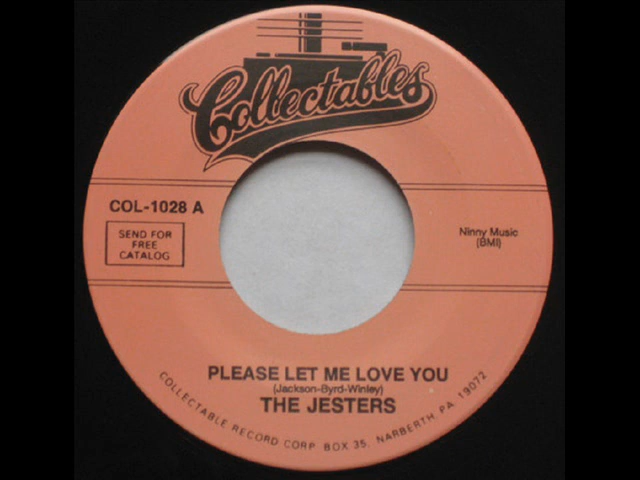 Collectables
COL-1028 A
SEND FOR
FREE
CATALOG
Ninny Music
(BMI)
PLEASE LET ME LOVE YOU
(Jackson-Byrd-Winley)
THE JESTERS
COLLECTABLE RECORD CORP. BOX 35, NARBERTH, PA. 19072